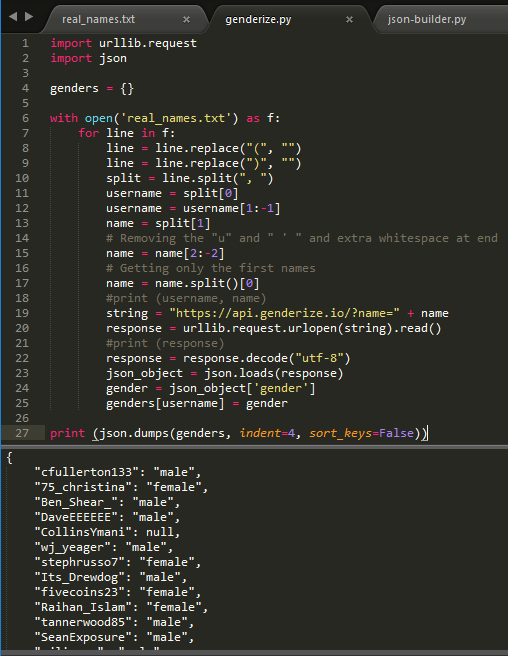 real_names.txt × genderize.py × json-builder.py
1 import urllib.request
2 import json
3
4 genders = {}
5
6 with open('real_names.txt') as f:
7 for line in f:
8 line = line.replace("(", "")
9 line = line.replace(")", "")
10 split = line.split(", ")
11 username = split[0]
12 username = username[1:-1]
13 name = split[1]
14 # Removing the "u" and " ' " and extra whitespace at end
15 name = name[2:-2]
16 # Getting only the first names
17 name = name.split()[0]
18 #print (username, name)
19 string = "https://api.genderize.io/?name=" + name
20 response = urllib.request.urlopen(string).read()
21 #print (response)
22 response = response.decode("utf-8")
23 json_object = json.loads(response)
24 gender = json_object['gender']
25 genders[username] = gender
26
27 print (json.dumps(genders, indent=4, sort_keys=False))
{
"cfullerton133": "male",
"75_christina": "female",
"Ben_Shear_": "male",
"DaveEEEEEE": "male",
"CollinsYmani": null,
"wj_yeager": "male",
"stephrusso7": "female",
"Its_Drewdog": "male",
"fivecoins23": "female",
"Raihan_Islam": "female",
"tannerwood85": "male",
"SeanExposure": "male",